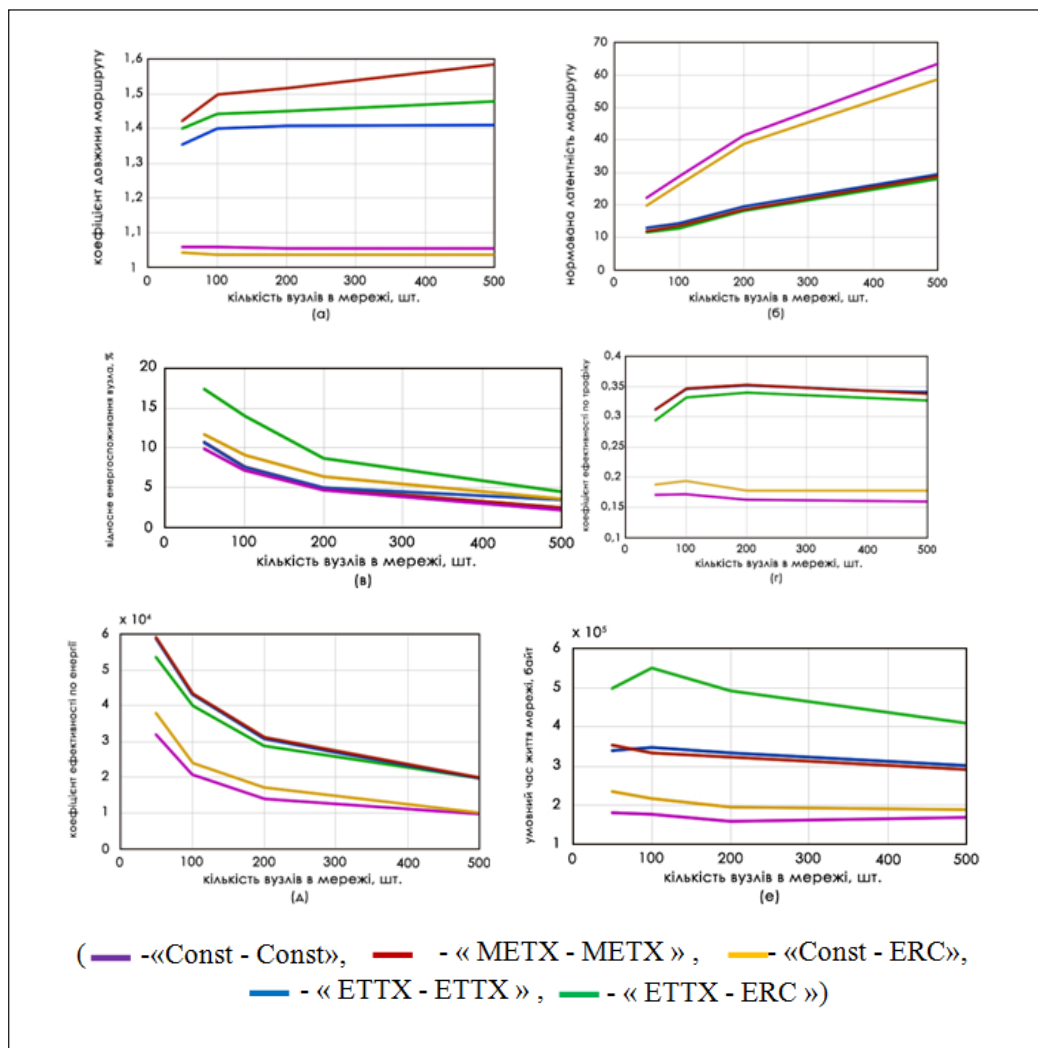 коефіцієнт довжини маршруту
1,6
1,5
1,4
1,3
1,2
1,1
1
0 100 200 300 400 500
кількість вузлів в мережі, шт.
(а)
нормована латентність маршруту
70
60
50
40
30
20
10
0
0 100 200 300 400 500
кількість вузлів в мережі, шт.
(б)
відносне енергоспоживання вузла, %
20
15
10
5
0
0 100 200 300 400 500
кількість вузлів в мережі, шт.
(в)
коефіцієнт ефективності по трофіку
0,4
0,35
0,3
0,25
0,2
0,15
0,1
0 100 200 300 400 500
кількість вузлів в мережі, шт.
(г)
коефіцієнт ефективності по енергії
x 10⁴
6
5
4
3
2
1
0
0 100 200 300 400 500
кількість вузлів в мережі, шт.
(д)
умовний час життя мережі, байт
x 10⁵
6
5
4
3
2
1
0 100 200 300 400 500
кількість вузлів в мережі, шт.
(е)
( -«Const - Const», - « METX - METX » , - «Const - ERC»,
- « ETTX - ETTX » , - « ETTX - ERC »)